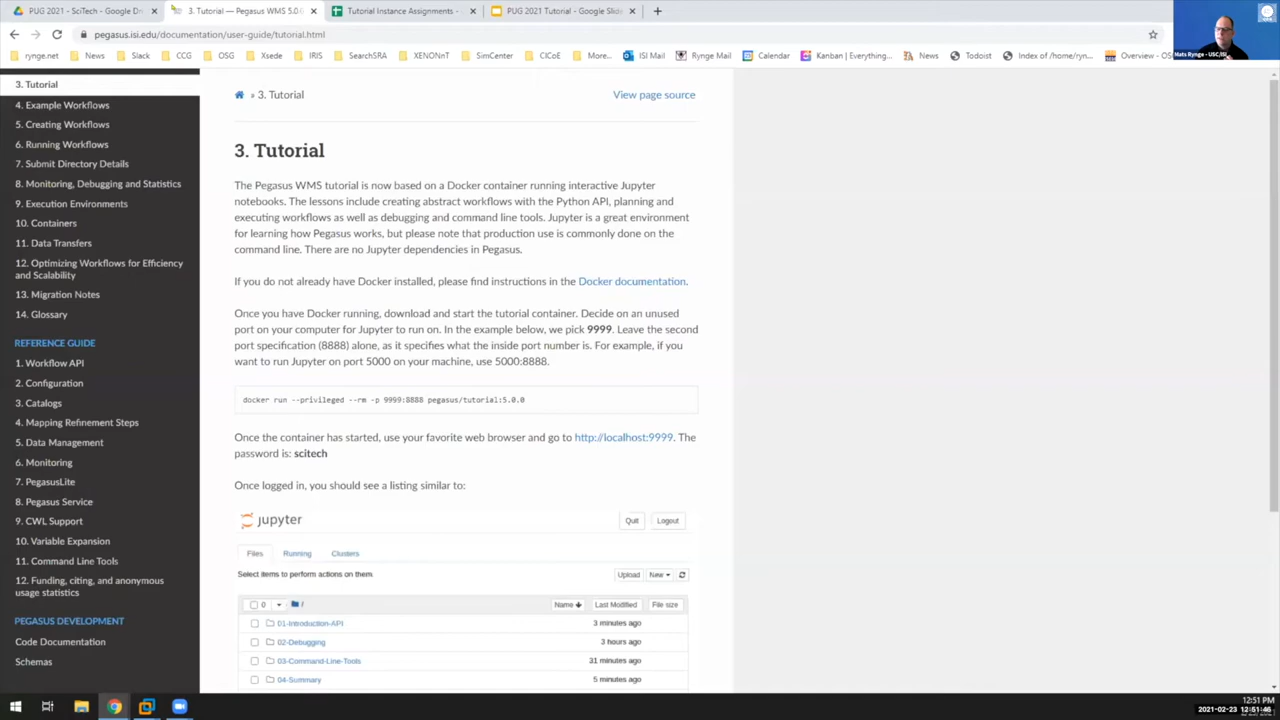 PUG 2021 - SciTech - Google D
3. Tutorial — Pegasus WMS 5.0.
Tutorial Instance Assignments -
PUG 2021 Tutorial - Google Slid
pegasus.isi.edu/documentation/user-guide/tutorial.html
rynge.net
News
Slack
CCG
OSG
Xsede
IRIS
SearchSRA
XENONnT
SimCenter
CICoE
More...
ISI Mail
Rynge Mail
Calendar
Kanban | Everything...
News
Todoist
Index of /home/ryn...
Overview - OS
Mats Rynge - USC/ISI
3. Tutorial
4. Example Workflows
5. Creating Workflows
6. Running Workflows
7. Submit Directory Details
8. Monitoring, Debugging and Statistics
9. Execution Environments
10. Containers
11. Data Transfers
12. Optimizing Workflows for Efficiency
and Scalability
13. Migration Notes
14. Glossary
REFERENCE GUIDE
1. Workflow API
2. Configuration
3. Catalogs
4. Mapping Refinement Steps
5. Data Management
6. Monitoring
7. PegasusLite
8. Pegasus Service
9. CWL Support
10. Variable Expansion
11. Command Line Tools
12. Funding, citing, and anonymous
usage statistics
PEGASUS DEVELOPMENT
Code Documentation
Schemas
» 3. Tutorial
View page source
3. Tutorial
The Pegasus WMS tutorial is now based on a Docker container running interactive Jupyter
notebooks. The lessons include creating abstract workflows with the Python API, planning and
executing workflows as well as debugging and command line tools. Jupyter is a great environment
for learning how Pegasus works, but please note that production use is commonly done on the
command line. There are no Jupyter dependencies in Pegasus.
If you do not already have Docker installed, please find instructions in the Docker documentation.
Once you have Docker running, download and start the tutorial container. Decide on an unused
port on your computer for Jupyter to run on. In the example below, we pick 9999. Leave the second
port specification (8888) alone, as it specifies what the inside port number is. For example, if you
want to run Jupyter on port 5000 on your machine, use 5000:8888.
docker run --privileged --rm -p 9999:8888 pegasus/tutorial:5.0.0
Once the container has started, use your favorite web browser and go to http://localhost:9999. The
password is: scitech
Once logged in, you should see a listing similar to:
jupyter
Quit
Logout
Files
Running
Clusters
Select items to perform actions on them.
Upload
New
0
/
Name
Last Modified
File size
01-Introduction-API
3 minutes ago
02-Debugging
3 hours ago
03-Command-Line-Tools
31 minutes ago
04-Summary
5 minutes ago
12:51 PM
2021-02-23 12:51:46